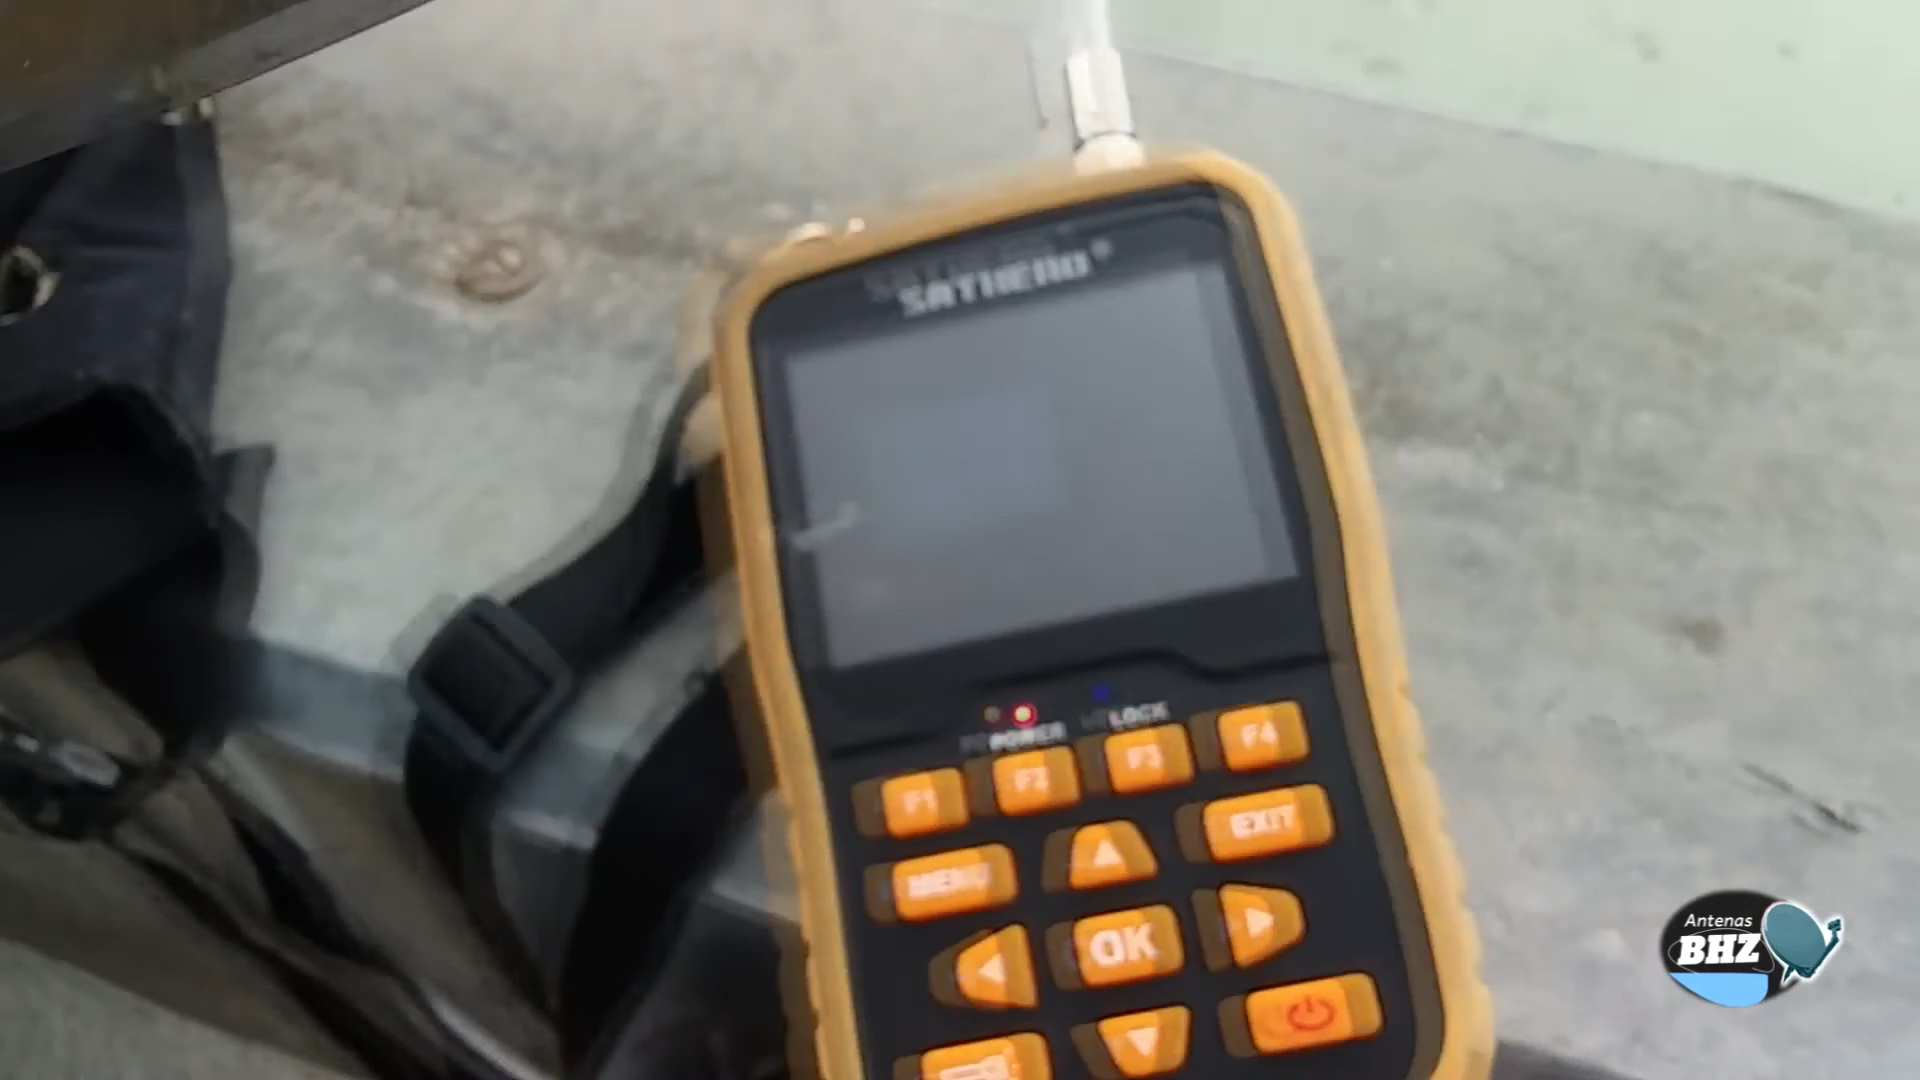 SATHERO
POWER LOCK
F1 F2 F3 F4
MENU EXIT
OK
Antenas
BHZ